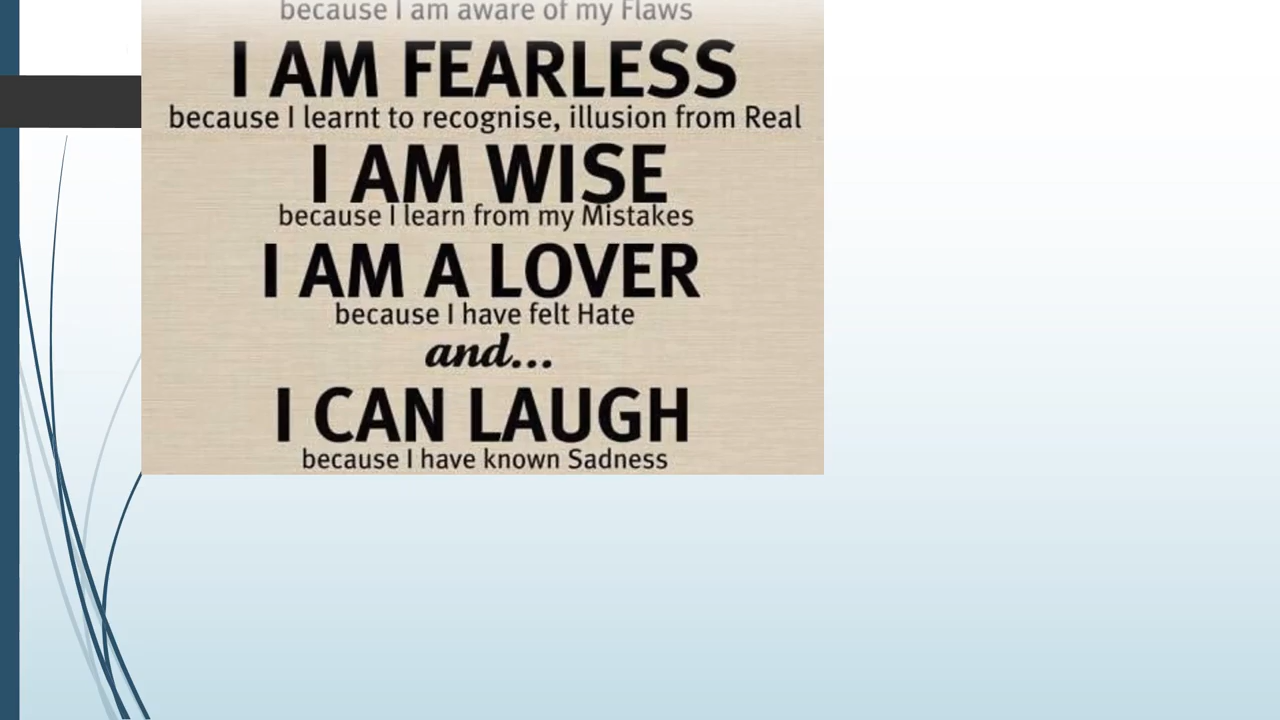 because I am aware of my Flaws
I AM FEARLESS
because I learnt to recognise, illusion from Real
I AM WISE
because I learn from my Mistakes
I AM A LOVER
because I have felt Hate
and...
I CAN LAUGH
because I have known Sadness